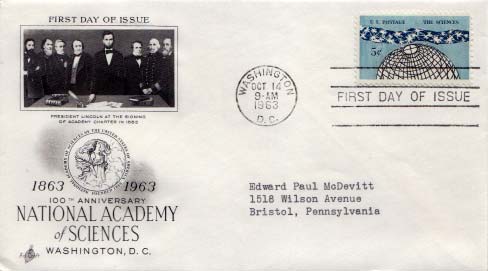 FIRST DAY OF ISSUE
PRESIDENT LINCOLN AT THE SIGNING
OF ACADEMY CHARTER IN 1863
1863 1963
100TH ANNIVERSARY
NATIONAL ACADEMY
of SCIENCES
WASHINGTON, D. C.
WASHINGTON
OCT 14
9-AM
1963
D.C.
U.S. POSTAGE THE SCIENCES
5¢
FIRST DAY OF ISSUE
Edward Paul McDevitt
1518 Wilson Avenue
Bristol, Pennsylvania